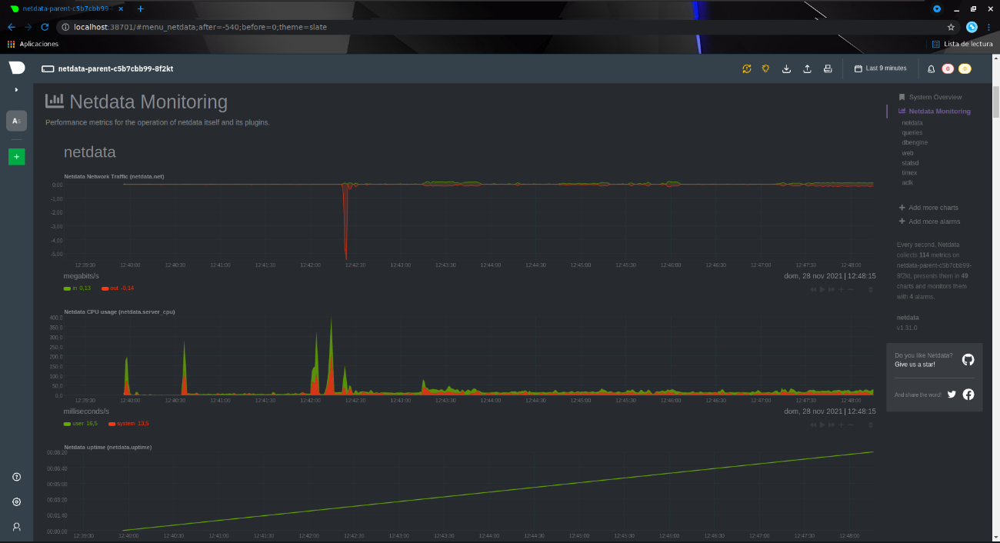 netdata-parent-c5b7cbb99
localhost:38701/#menu_netdata;after=-540;before=0;theme=slate
Aplicaciones
Lista de lectura
netdata-parent-c5b7cbb99-8f2kt
Last 9 minutes
0
0
As
Netdata Monitoring
Performance metrics for the operation of netdata itself and its plugins.
netdata
Netdata Network Traffic (netdata.net)
0,00
-1,00
-2,00
-3,00
-4,00
-5,00
12:39:30 12:40:00 12:40:30 12:41:00 12:41:30 12:42:00 12:42:30 12:43:00 12:43:30 12:44:00 12:44:30 12:45:00 12:45:30 12:46:00 12:46:30 12:47:00 12:47:30 12:48:00
megabits/s
dom, 28 nov 2021 | 12:48:15
in 0,13 out -0,14
Netdata CPU usage (netdata.server_cpu)
400,0
350,0
300,0
250,0
200,0
150,0
100,0
50,0
0,0
12:39:30 12:40:00 12:40:30 12:41:00 12:41:30 12:42:00 12:42:30 12:43:00 12:43:30 12:44:00 12:44:30 12:45:00 12:45:30 12:46:00 12:46:30 12:47:00 12:47:30 12:48:00
milliseconds/s
dom, 28 nov 2021 | 12:48:15
user 16,5 system 13,5
Netdata uptime (netdata.uptime)
00:08:20
00:06:40
00:05:00
00:03:20
00:01:40
00:00:00
12:39:30 12:40:00 12:40:30 12:41:00 12:41:30 12:42:00 12:42:30 12:43:00 12:43:30 12:44:00 12:44:30 12:45:00 12:45:30 12:46:00 12:46:30 12:47:00 12:47:30 12:48:00
System Overview
Netdata Monitoring
netdata
queries
dbengine
web
statsd
timex
aclk
Add more charts
Add more alarms
Every second, Netdata
collects 114 metrics on
netdata-parent-c5b7cbb99-
8f2kt, presents them in 49
charts and monitors them
with 4 alarms.
netdata
v1.31.0
Do you like Netdata?
Give us a star!
And share the word!